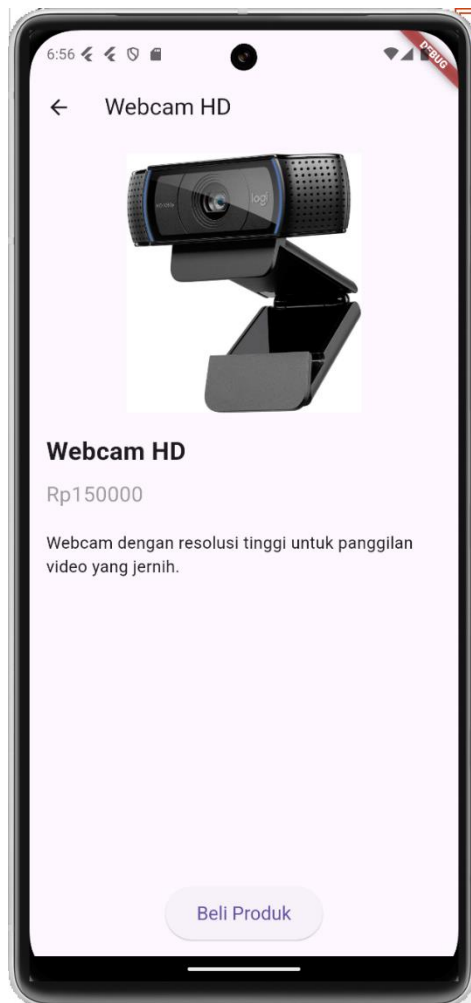 6:56
DEBUG
Webcam HD
logi
Webcam HD
Rp150000
Webcam dengan resolusi tinggi untuk panggilan
video yang jernih.
Beli Produk